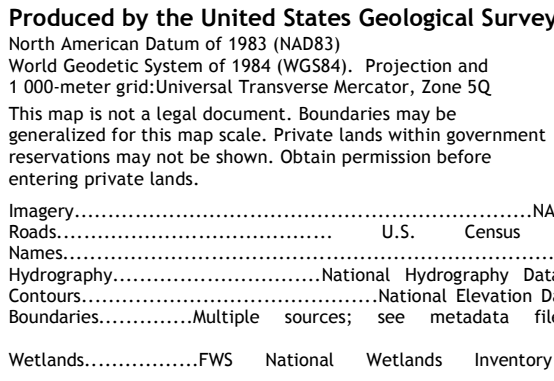 Produced by the United States Geological Survey
North American Datum of 1983 (NAD83)
World Geodetic System of 1984 (WGS84). Projection and
1 000-meter grid:Universal Transverse Mercator, Zone 5Q
This map is not a legal document. Boundaries may be
generalized for this map scale. Private lands within government
reservations may not be shown. Obtain permission before
entering private lands.
Imagery..........................................................NA
Roads................................. U.S. Census
Names..............................................................
Hydrography............................National Hydrography Data
Contours........................................National Elevation Da
Boundaries..............Multiple sources; see metadata file
Wetlands.................FWS National Wetlands Inventory